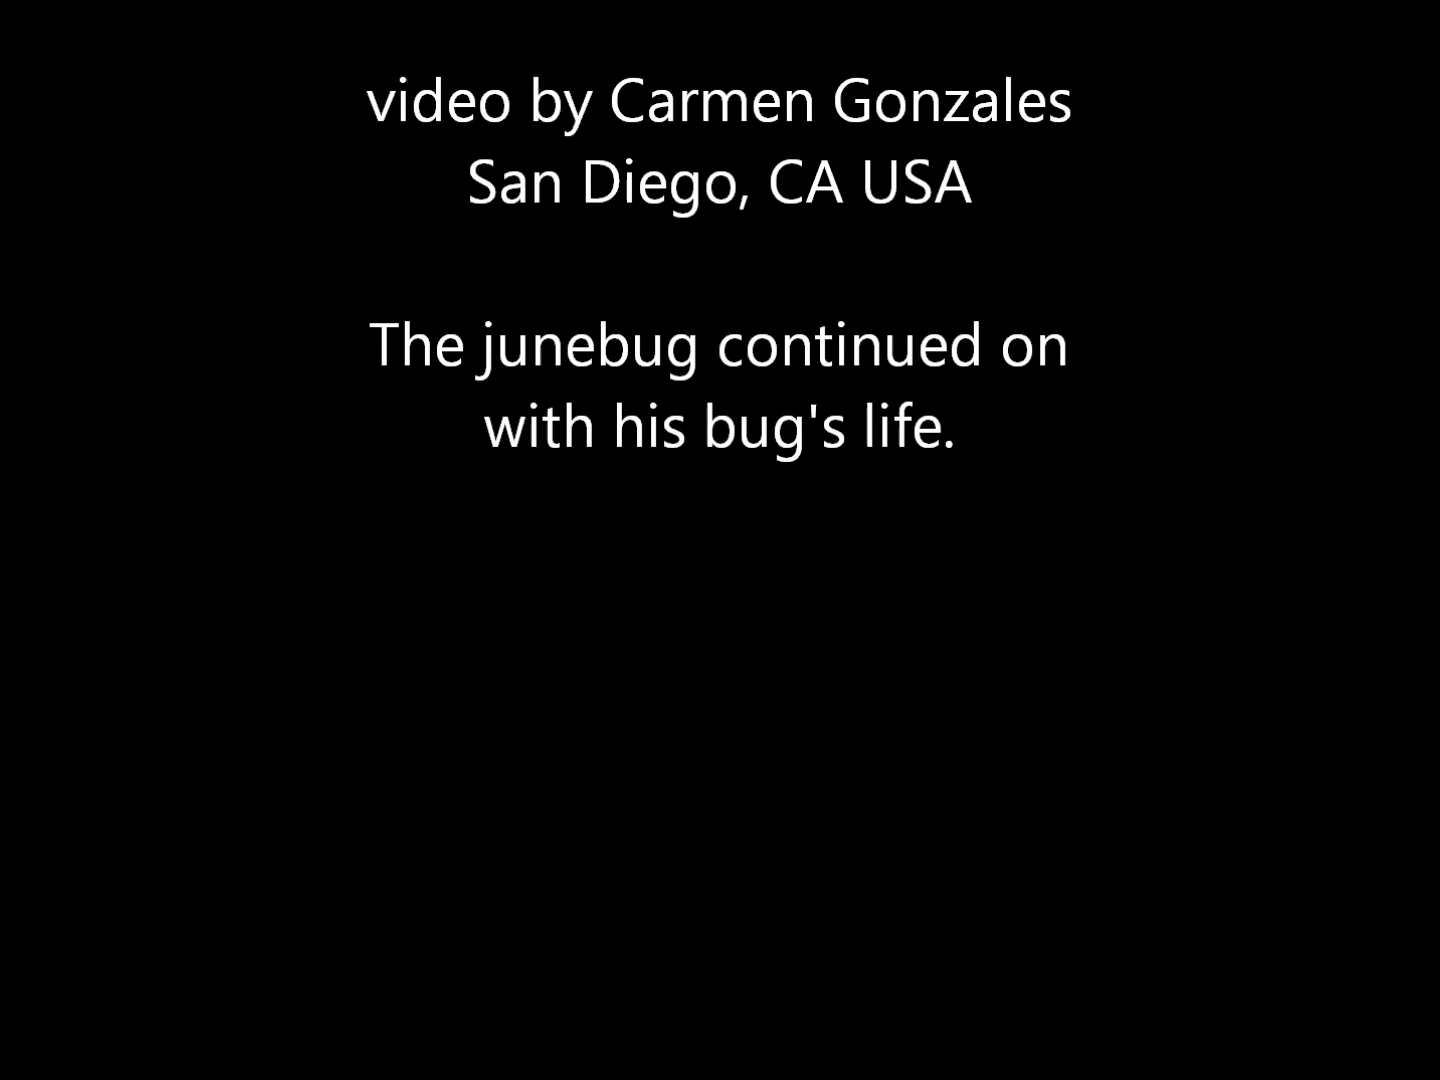 video by Carmen Gonzales
San Diego, CA USA
The junebug continued on
with his bug's life.